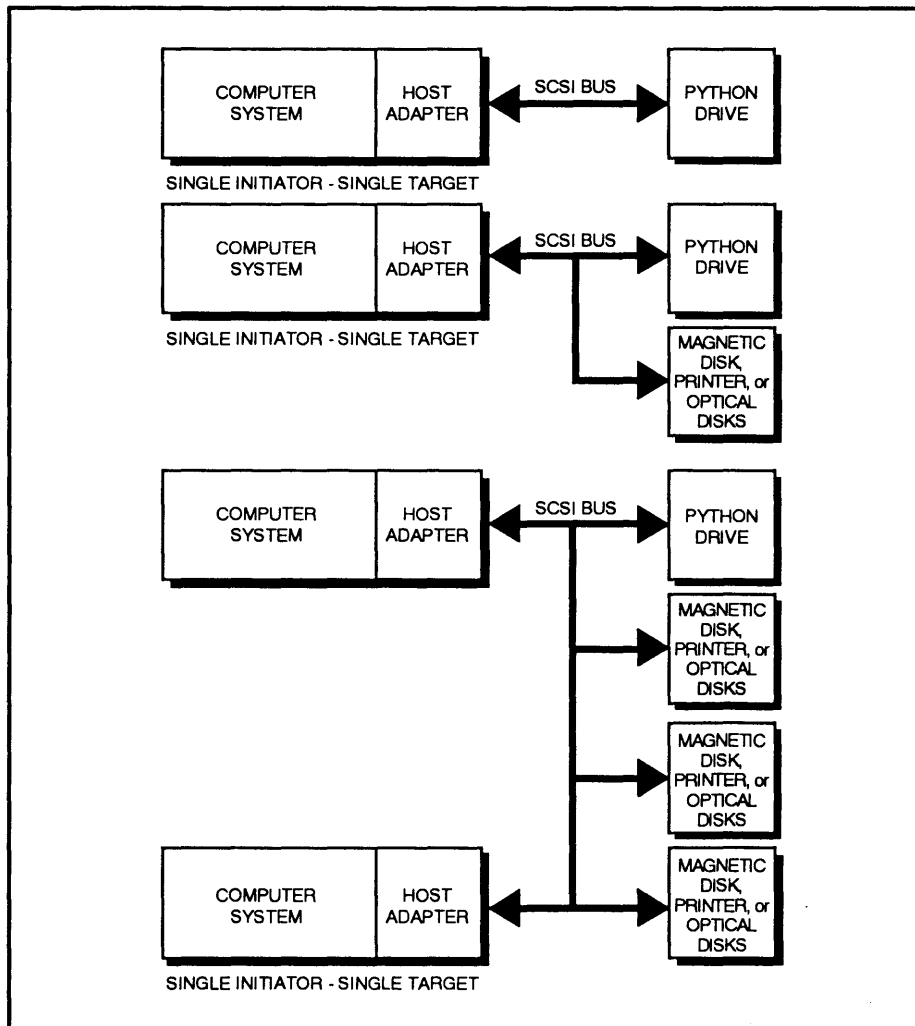 COMPUTER
SYSTEM
HOST
ADAPTER
SCSI BUS
PYTHON
DRIVE
SINGLE INITIATOR - SINGLE TARGET
COMPUTER
SYSTEM
HOST
ADAPTER
SCSI BUS
PYTHON
DRIVE
SINGLE INITIATOR - SINGLE TARGET
MAGNETIC
DISK,
PRINTER, or
OPTICAL
DISKS
COMPUTER
SYSTEM
HOST
ADAPTER
SCSI BUS
PYTHON
DRIVE
MAGNETIC
DISK,
PRINTER, or
OPTICAL
DISKS
MAGNETIC
DISK,
PRINTER, or
OPTICAL
DISKS
COMPUTER
SYSTEM
HOST
ADAPTER
MAGNETIC
DISK,
PRINTER, or
OPTICAL
DISKS
SINGLE INITIATOR - SINGLE TARGET